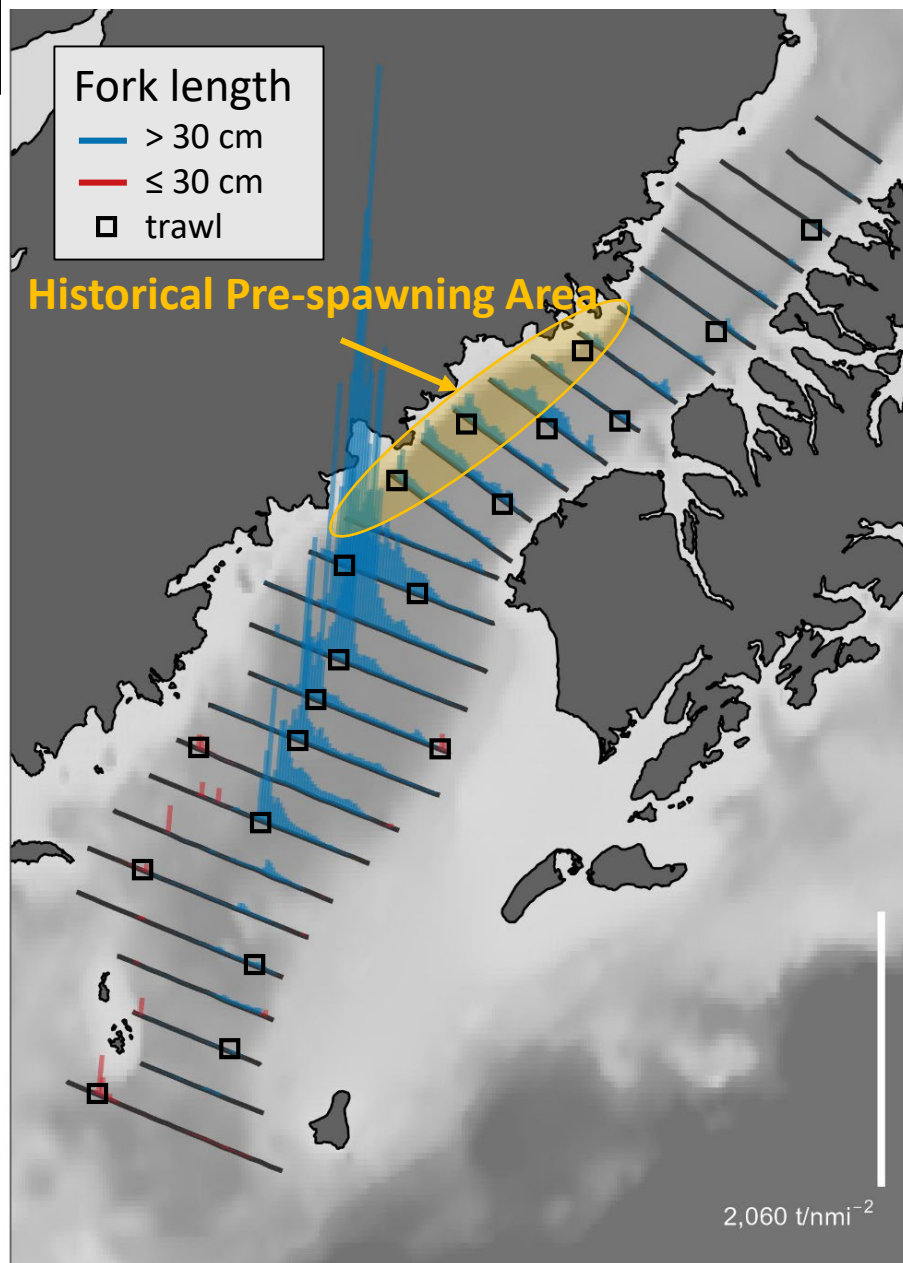 Fork length
> 30 cm
≤ 30 cm
trawl
Historical Pre-spawning Area
2,060 t/nmi⁻²